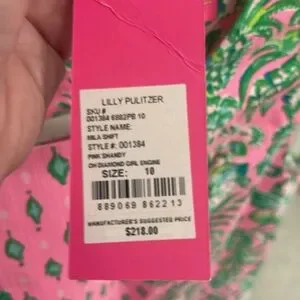 LILLY PULITZER
SKU #
001384 6982PB 10
STYLE NAME:
MILA SHIFT
STYLE #: 001384
PINK SHANDY
OH DIAMOND GIRL ENGINE
SIZE: 10
889069 862213
MANUFACTURER'S SUGGESTED PRICE
$218.00